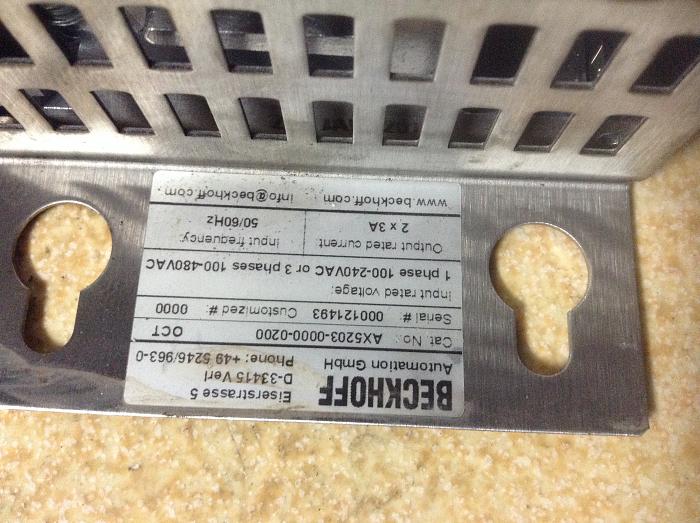 BECKHOFF
Automation GmbH
Eiserstrasse 5
D-33415 Verl
Phone: +49 5246/963-0
Cat. No.: AX5203-0000-0200 OCT
Serial #: 000121493 Customized #: 0000
Input rated voltage:
1 phase 100-240VAC or 3 phases 100-480VAC
Output rated current: Input frequency:
2 x 3A 50/60Hz
www.beckhoff.com info@beckhoff.com